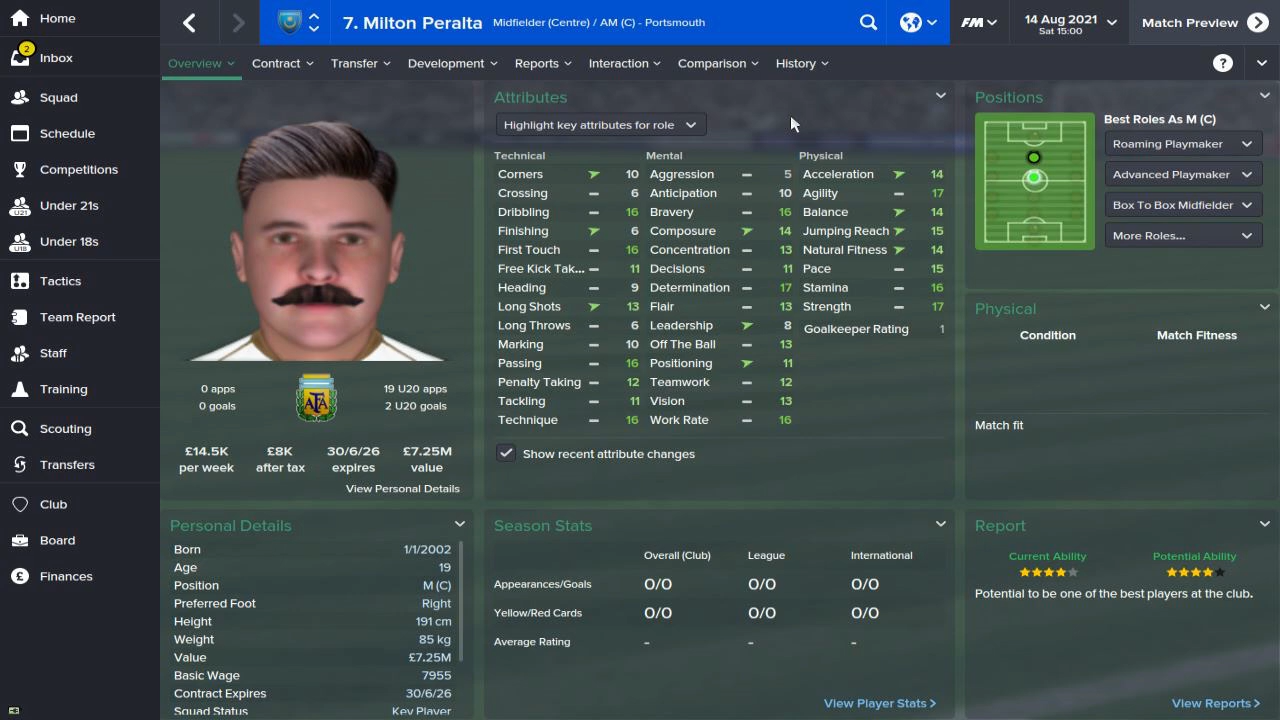 Home
2
Inbox
Squad
Schedule
Competitions
U21
Under 21s
U18
Under 18s
Tactics
Team Report
Staff
Training
Scouting
Transfers
Club
Board
£ Finances
7. Milton Peralta Midfielder (Centre) / AM (C) - Portsmouth
FM
14 Aug 2021
Sat 15:00
Match Preview
Overview Contract Transfer Development Reports Interaction Comparison History ?
0 apps 19 U20 apps
0 goals 2 U20 goals
AFA
£14.5K £8K 30/6/26 £7.25M
per week after tax expires value
View Personal Details
Attributes
Highlight key attributes for role
Technical Mental Physical
Corners 10 Aggression 5 Acceleration 14
Crossing 6 Anticipation 10 Agility 17
Dribbling 16 Bravery 16 Balance 14
Finishing 6 Composure 14 Jumping Reach 15
First Touch 16 Concentration 13 Natural Fitness 14
Free Kick Tak... 11 Decisions 11 Pace 15
Heading 9 Determination 17 Stamina 16
Long Shots 13 Flair 13 Strength 17
Long Throws 6 Leadership 8 Goalkeeper Rating 1
Marking 10 Off The Ball 13
Passing 16 Positioning 11
Penalty Taking 12 Teamwork 12
Tackling 11 Vision 13
Technique 16 Work Rate 16
Show recent attribute changes
Positions
Best Roles As M (C)
Roaming Playmaker
Advanced Playmaker
Box To Box Midfielder
More Roles...
Physical
Condition Match Fitness
Match fit
Personal Details
Born 1/1/2002
Age 19
Position M (C)
Preferred Foot Right
Height 191 cm
Weight 85 kg
Value £7.25M
Basic Wage 7955
Contract Expires 30/6/26
Squad Status Key Player
Season Stats
Overall (Club) League International
Appearances/Goals 0/0 0/0 0/0
Yellow/Red Cards 0/0 0/0 0/0
Average Rating - - -
View Player Stats >
Report
Current Ability Potential Ability
Potential to be one of the best players at the club.
View Reports >